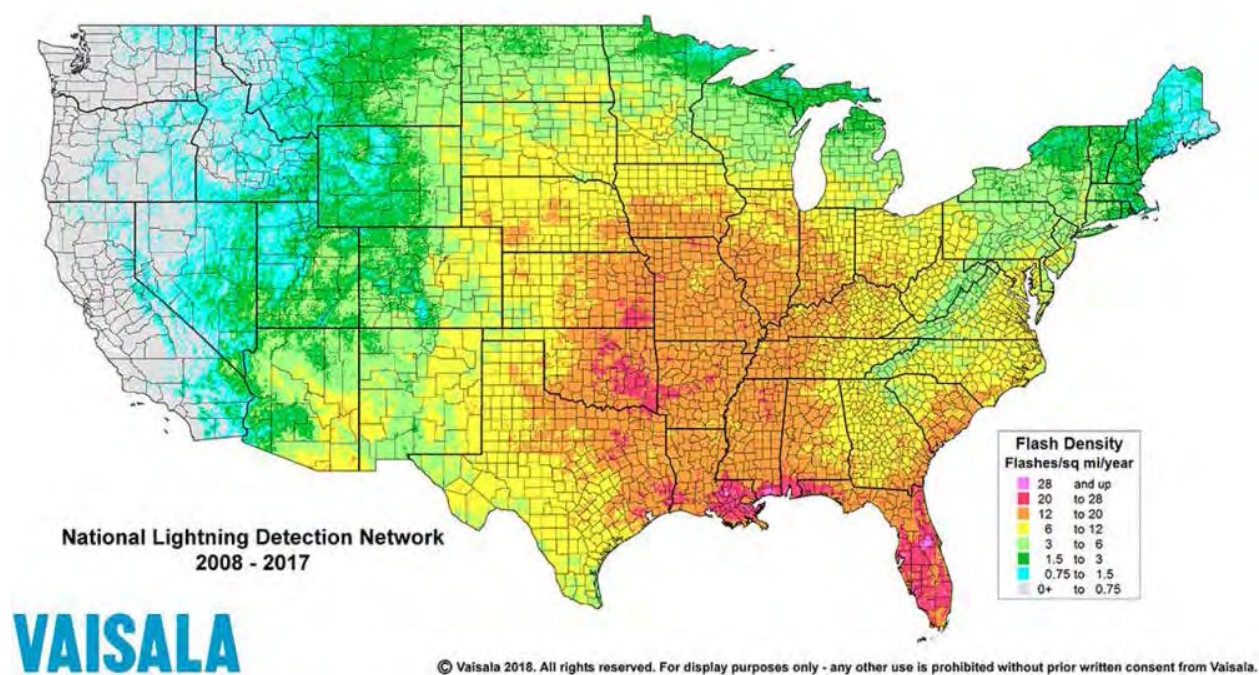 National Lightning Detection Network
2008 - 2017
Flash Density
Flashes/sq mi/year
28 and up
20 to 28
12 to 20
6 to 12
3 to 6
1.5 to 3
0.75 to 1.5
0+ to 0.75
VAISALA
© Vaisala 2018. All rights reserved. For display purposes only - any other use is prohibited without prior written consent from Vaisala.